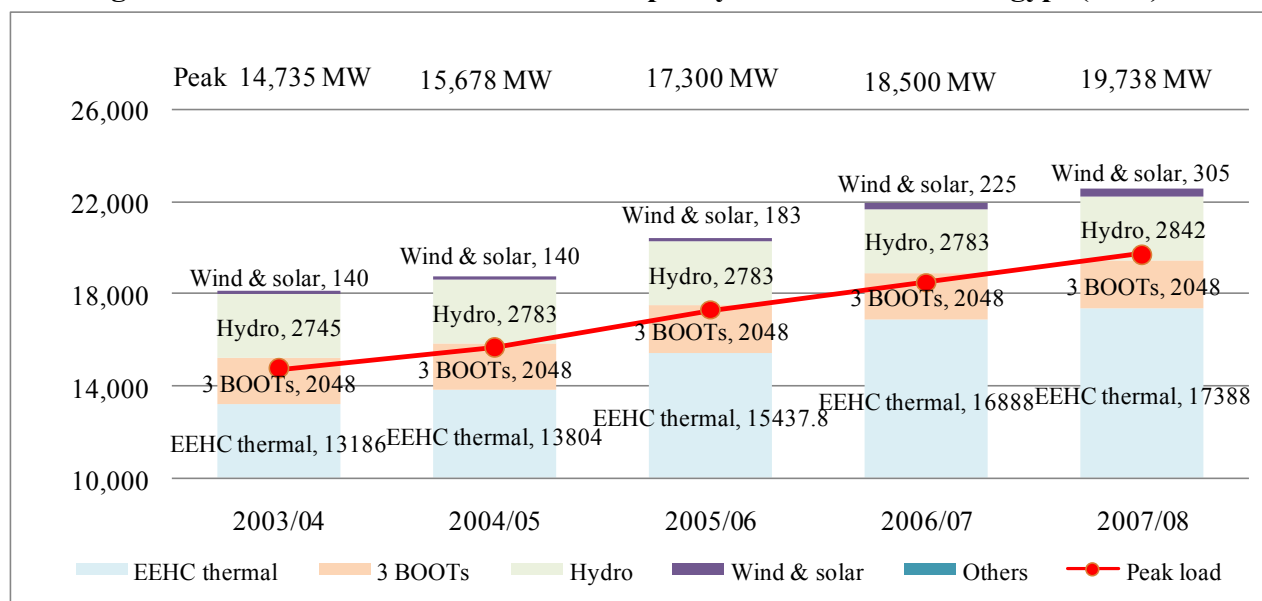 Peak 14,735 MW 15,678 MW 17,300 MW 18,500 MW 19,738 MW
26,000
22,000
18,000
14,000
10,000
Wind & solar, 140
Hydro, 2745
3 BOOTs, 2048
EEHC thermal, 13186
Wind & solar, 140
Hydro, 2783
3 BOOTs, 2048
EEHC thermal, 13804
Wind & solar, 183
Hydro, 2783
3 BOOTs, 2048
EEHC thermal, 15437.8
Wind & solar, 225
Hydro, 2783
3 BOOTs, 2048
EEHC thermal, 16888
Wind & solar, 305
Hydro, 2842
3 BOOTs, 2048
EEHC thermal, 17388
2003/04 2004/05 2005/06 2006/07 2007/08
EEHC thermal 3 BOOTs Hydro Wind & solar Others Peak load